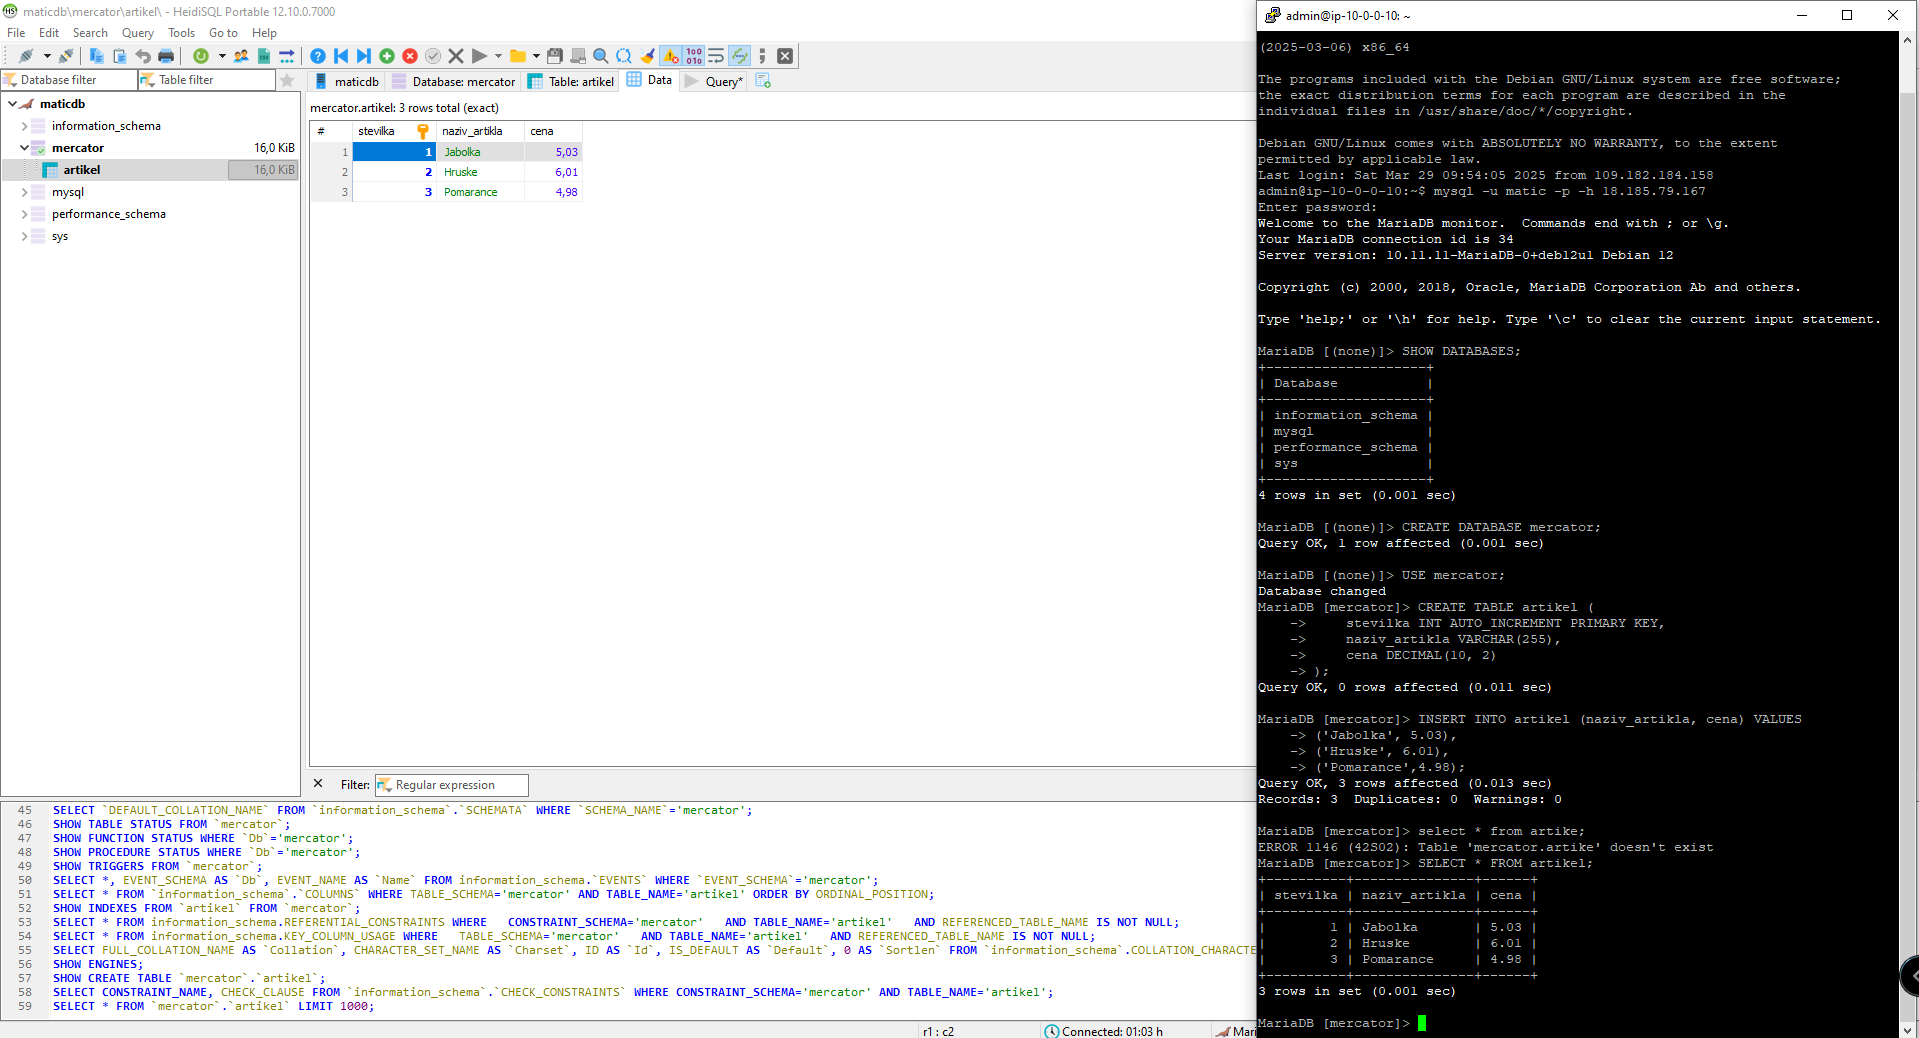 maticdb\mercator\artikel\ - HeidiSQL Portable 12.10.0.7000
File Edit Search Query Tools Go to Help
Database filter Table filter
maticdb Database: mercator Table: artikel Data Query*
maticdb
information_schema
mercator 16,0 KiB
artikel 16,0 KiB
mysql
performance_schema
sys
mercator.artikel: 3 rows total (exact)
# stevilka naziv_artikla cena
1 1 Jabolka 5,03
2 2 Hruske 6,01
3 3 Pomarance 4,98
Filter: Regular expression
45 SELECT `DEFAULT_COLLATION_NAME` FROM `information_schema`.`SCHEMATA` WHERE `SCHEMA_NAME`='mercator';
46 SHOW TABLE STATUS FROM `mercator`;
47 SHOW FUNCTION STATUS WHERE `Db`='mercator';
48 SHOW PROCEDURE STATUS WHERE `Db`='mercator';
49 SHOW TRIGGERS FROM `mercator`;
50 SELECT *, EVENT_SCHEMA AS `Db`, EVENT_NAME AS `Name` FROM information_schema.`EVENTS` WHERE `EVENT_SCHEMA`='mercator';
51 SELECT * FROM `information_schema`.`COLUMNS` WHERE TABLE_SCHEMA='mercator' AND TABLE_NAME='artikel' ORDER BY ORDINAL_POSITION;
52 SHOW INDEXES FROM `artikel` FROM `mercator`;
53 SELECT * FROM information_schema.REFERENTIAL_CONSTRAINTS WHERE   CONSTRAINT_SCHEMA='mercator'   AND TABLE_NAME='artikel'   AND REFERENCED_TABLE_NAME IS NOT NULL;
54 SELECT * FROM information_schema.KEY_COLUMN_USAGE WHERE   TABLE_SCHEMA='mercator'   AND TABLE_NAME='artikel'   AND REFERENCED_TABLE_NAME IS NOT NULL;
55 SELECT FULL_COLLATION_NAME AS `Collation`, CHARACTER_SET_NAME AS `Charset`, ID AS `Id`, IS_DEFAULT AS `Default`, 0 AS `Sortlen` FROM `information_schema`.COLLATION_CHARACTE
56 SHOW ENGINES;
57 SHOW CREATE TABLE `mercator`.`artikel`;
58 SELECT CONSTRAINT_NAME, CHECK_CLAUSE FROM `information_schema`.`CHECK_CONSTRAINTS` WHERE CONSTRAINT_SCHEMA='mercator' AND TABLE_NAME='artikel';
59 SELECT * FROM `mercator`.`artikel` LIMIT 1000;
r1 : c2 Connected: 01:03 h Mari
admin@ip-10-0-0-10: ~
(2025-03-06) x86_64
The programs included with the Debian GNU/Linux system are free software;
the exact distribution terms for each program are described in the
individual files in /usr/share/doc/*/copyright.
Debian GNU/Linux comes with ABSOLUTELY NO WARRANTY, to the extent
permitted by applicable law.
Last login: Sat Mar 29 09:54:05 2025 from 109.182.184.158
admin@ip-10-0-0-10:~$ mysql -u matic -p -h 18.185.79.167
Enter password:
Welcome to the MariaDB monitor.  Commands end with ; or \g.
Your MariaDB connection id is 34
Server version: 10.11.11-MariaDB-0+deb12u1 Debian 12
Copyright (c) 2000, 2018, Oracle, MariaDB Corporation Ab and others.
Type 'help;' or '\h' for help. Type '\c' to clear the current input statement.
MariaDB [(none)]> SHOW DATABASES;
+--------------------+
| Database           |
+--------------------+
| information_schema |
| mysql              |
| performance_schema |
| sys                |
+--------------------+
4 rows in set (0.001 sec)
MariaDB [(none)]> CREATE DATABASE mercator;
Query OK, 1 row affected (0.001 sec)
MariaDB [(none)]> USE mercator;
Database changed
MariaDB [mercator]> CREATE TABLE artikel (
    ->     stevilka INT AUTO_INCREMENT PRIMARY KEY,
    ->     naziv_artikla VARCHAR(255),
    ->     cena DECIMAL(10, 2)
    -> );
Query OK, 0 rows affected (0.011 sec)
MariaDB [mercator]> INSERT INTO artikel (naziv_artikla, cena) VALUES
    -> ('Jabolka', 5.03),
    -> ('Hruske', 6.01),
    -> ('Pomarance',4.98);
Query OK, 3 rows affected (0.013 sec)
Records: 3  Duplicates: 0  Warnings: 0
MariaDB [mercator]> select * from artike;
ERROR 1146 (42S02): Table 'mercator.artike' doesn't exist
MariaDB [mercator]> SELECT * FROM artikel;
+----------+---------------+------+
| stevilka | naziv_artikla | cena |
+----------+---------------+------+
|        1 | Jabolka       | 5.03 |
|        2 | Hruske        | 6.01 |
|        3 | Pomarance     | 4.98 |
+----------+---------------+------+
3 rows in set (0.001 sec)
MariaDB [mercator]>